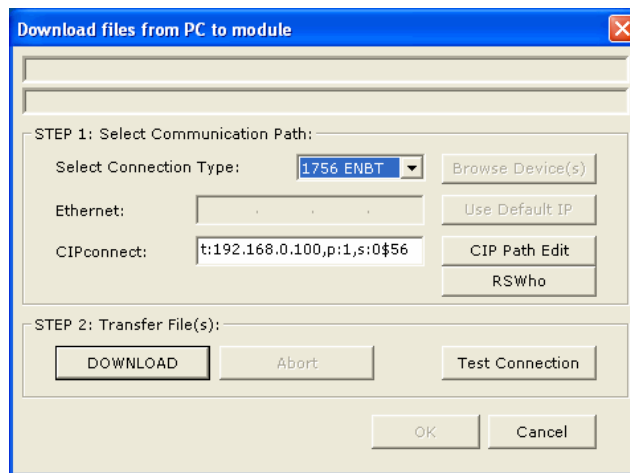 Download files from PC to module
STEP 1: Select Communication Path:
Select Connection Type: 1756 ENBT Browse Device(s)
Ethernet: . . . Use Default IP
CIPconnect: t:192.168.0.100,p:1,s:0$56 CIP Path Edit
RSWho
STEP 2: Transfer File(s):
DOWNLOAD Abort Test Connection
OK Cancel